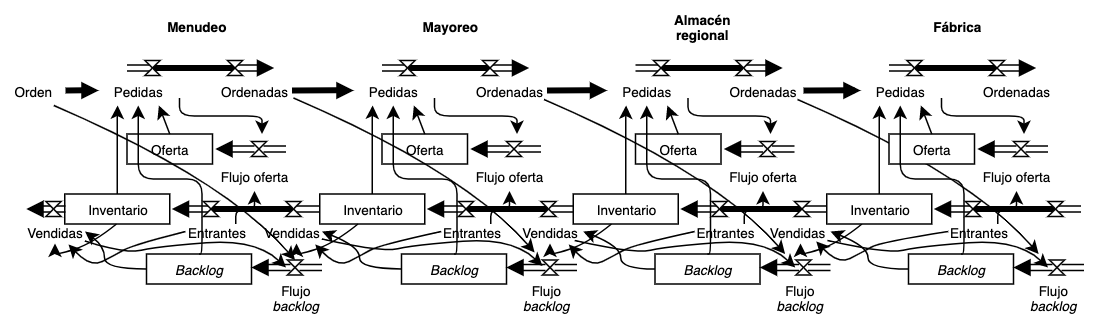 Menudeo
Mayoreo
Almacén
regional
Fábrica
Orden
Pedidas
Ordenadas
Pedidas
Ordenadas
Pedidas
Ordenadas
Pedidas
Ordenadas
Oferta
Oferta
Oferta
Oferta
Flujo oferta
Flujo oferta
Flujo oferta
Flujo oferta
Inventario
Inventario
Inventario
Inventario
Vendidas
Entrantes
Vendidas
Entrantes
Vendidas
Entrantes
Vendidas
Entrantes
Backlog
Backlog
Backlog
Backlog
Flujo
backlog
Flujo
backlog
Flujo
backlog
Flujo
backlog